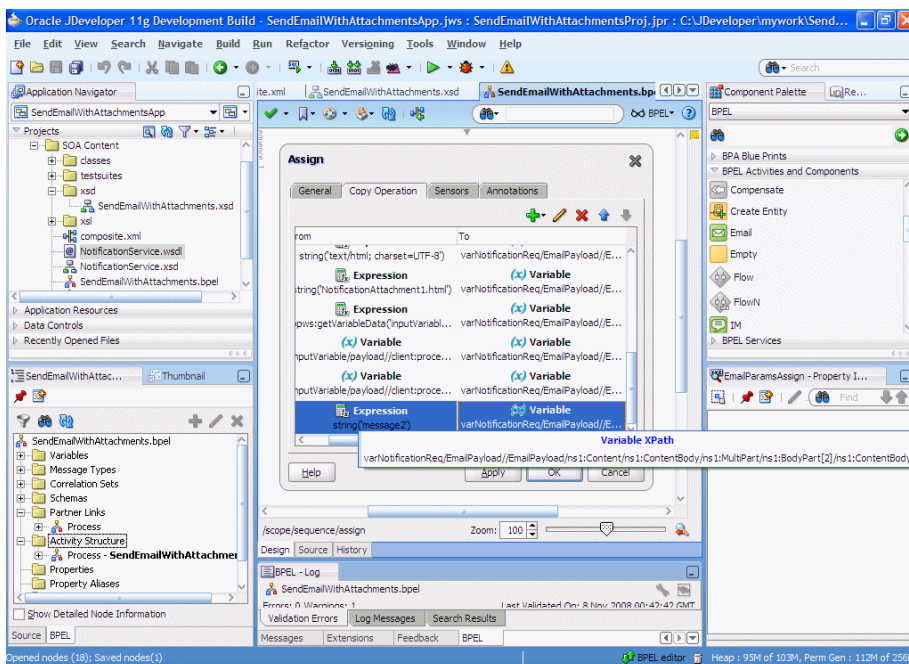 Oracle JDeveloper 11g Development Build - SendEmailWithAttachmentsApp.jws : SendEmailWithAttachmentsProj.jpr : C:\JDeveloper\mywork\Send...
File Edit View Search Navigate Build Run Refactor Versioning Tools Window Help
Search
Application Navigator
SendEmailWithAttachmentsApp
Projects
SOA Content
classes
testsuites
xsd
SendEmailWithAttachments.xsd
xsl
composite.xml
NotificationService.wsdl
NotificationService.xsd
SendEmailWithAttachments.bpel
Application Resources
Data Controls
Recently Opened Files
SendEmailWithAttac... Thumbnail
SendEmailWithAttachments.bpel
Variables
Message Types
Correlation Sets
Schemas
Partner Links
Process
Activity Structure
Process - SendEmailWithAttachmen
Properties
Property Aliases
Show Detailed Node Information
Source BPEL
ite.xml SendEmailWithAttachments.xsd SendEmailWithAttachments.bpe
BPEL
Assign
General Copy Operation Sensors Annotations
rom To
string('text/html; charset=UTF-8') varNotificationReq/EmailPayload//E...
Expression (x) Variable
string('NotificationAttachment1.html') varNotificationReq/EmailPayload//E...
Expression (x) Variable
pws:getVariableData('inputVariabl... varNotificationReq/EmailPayload//E...
(x) Variable (x) Variable
nputVariable/payload//client:proce... varNotificationReq/EmailPayload//E...
(x) Variable (x) Variable
nputVariable/payload//client:proce... varNotificationReq/EmailPayload//E...
Expression (x) Variable
string('message2') varNotificationReq/EmailPayload//E...
Variable XPath
varNotificationReq/EmailPayload//EmailPayload/ns1:Content/ns1:ContentBody/ns1:MultiPart/ns1:BodyPart[2]/ns1:ContentBody
Help Apply OK Cancel
/scope/sequence/assign Zoom: 100
Design Source History
BPEL - Log
SendEmailWithAttachments.bpel
Errors: 0 Warnings: 1 Last Validated On: 8 Nov 2008 00:42:42 GMT
Validation Errors Log Messages Search Results
Messages Extensions Feedback BPEL
Component Palette Re...
BPEL
BPA Blue Prints
BPEL Activities and Components
Compensate
Create Entity
Email
Empty
Flow
FlowN
IM
BPEL Services
EmailParamsAssign - Property I...
Find
Opened nodes (18); Saved nodes(1) BPEL editor Heap : 95M of 103M, Perm Gen : 112M of 256